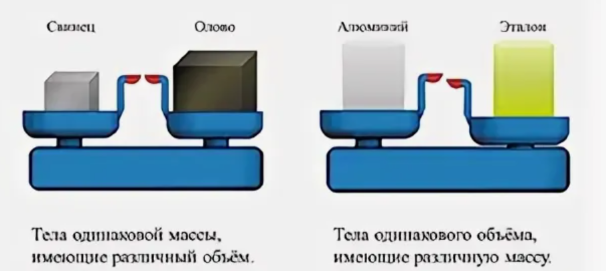 Свинец
Олово
Алюминий
Эталон
Тела одинаковой массы,
имеющие различный объём.
Тела одинакового объёма,
имеющие различную массу.